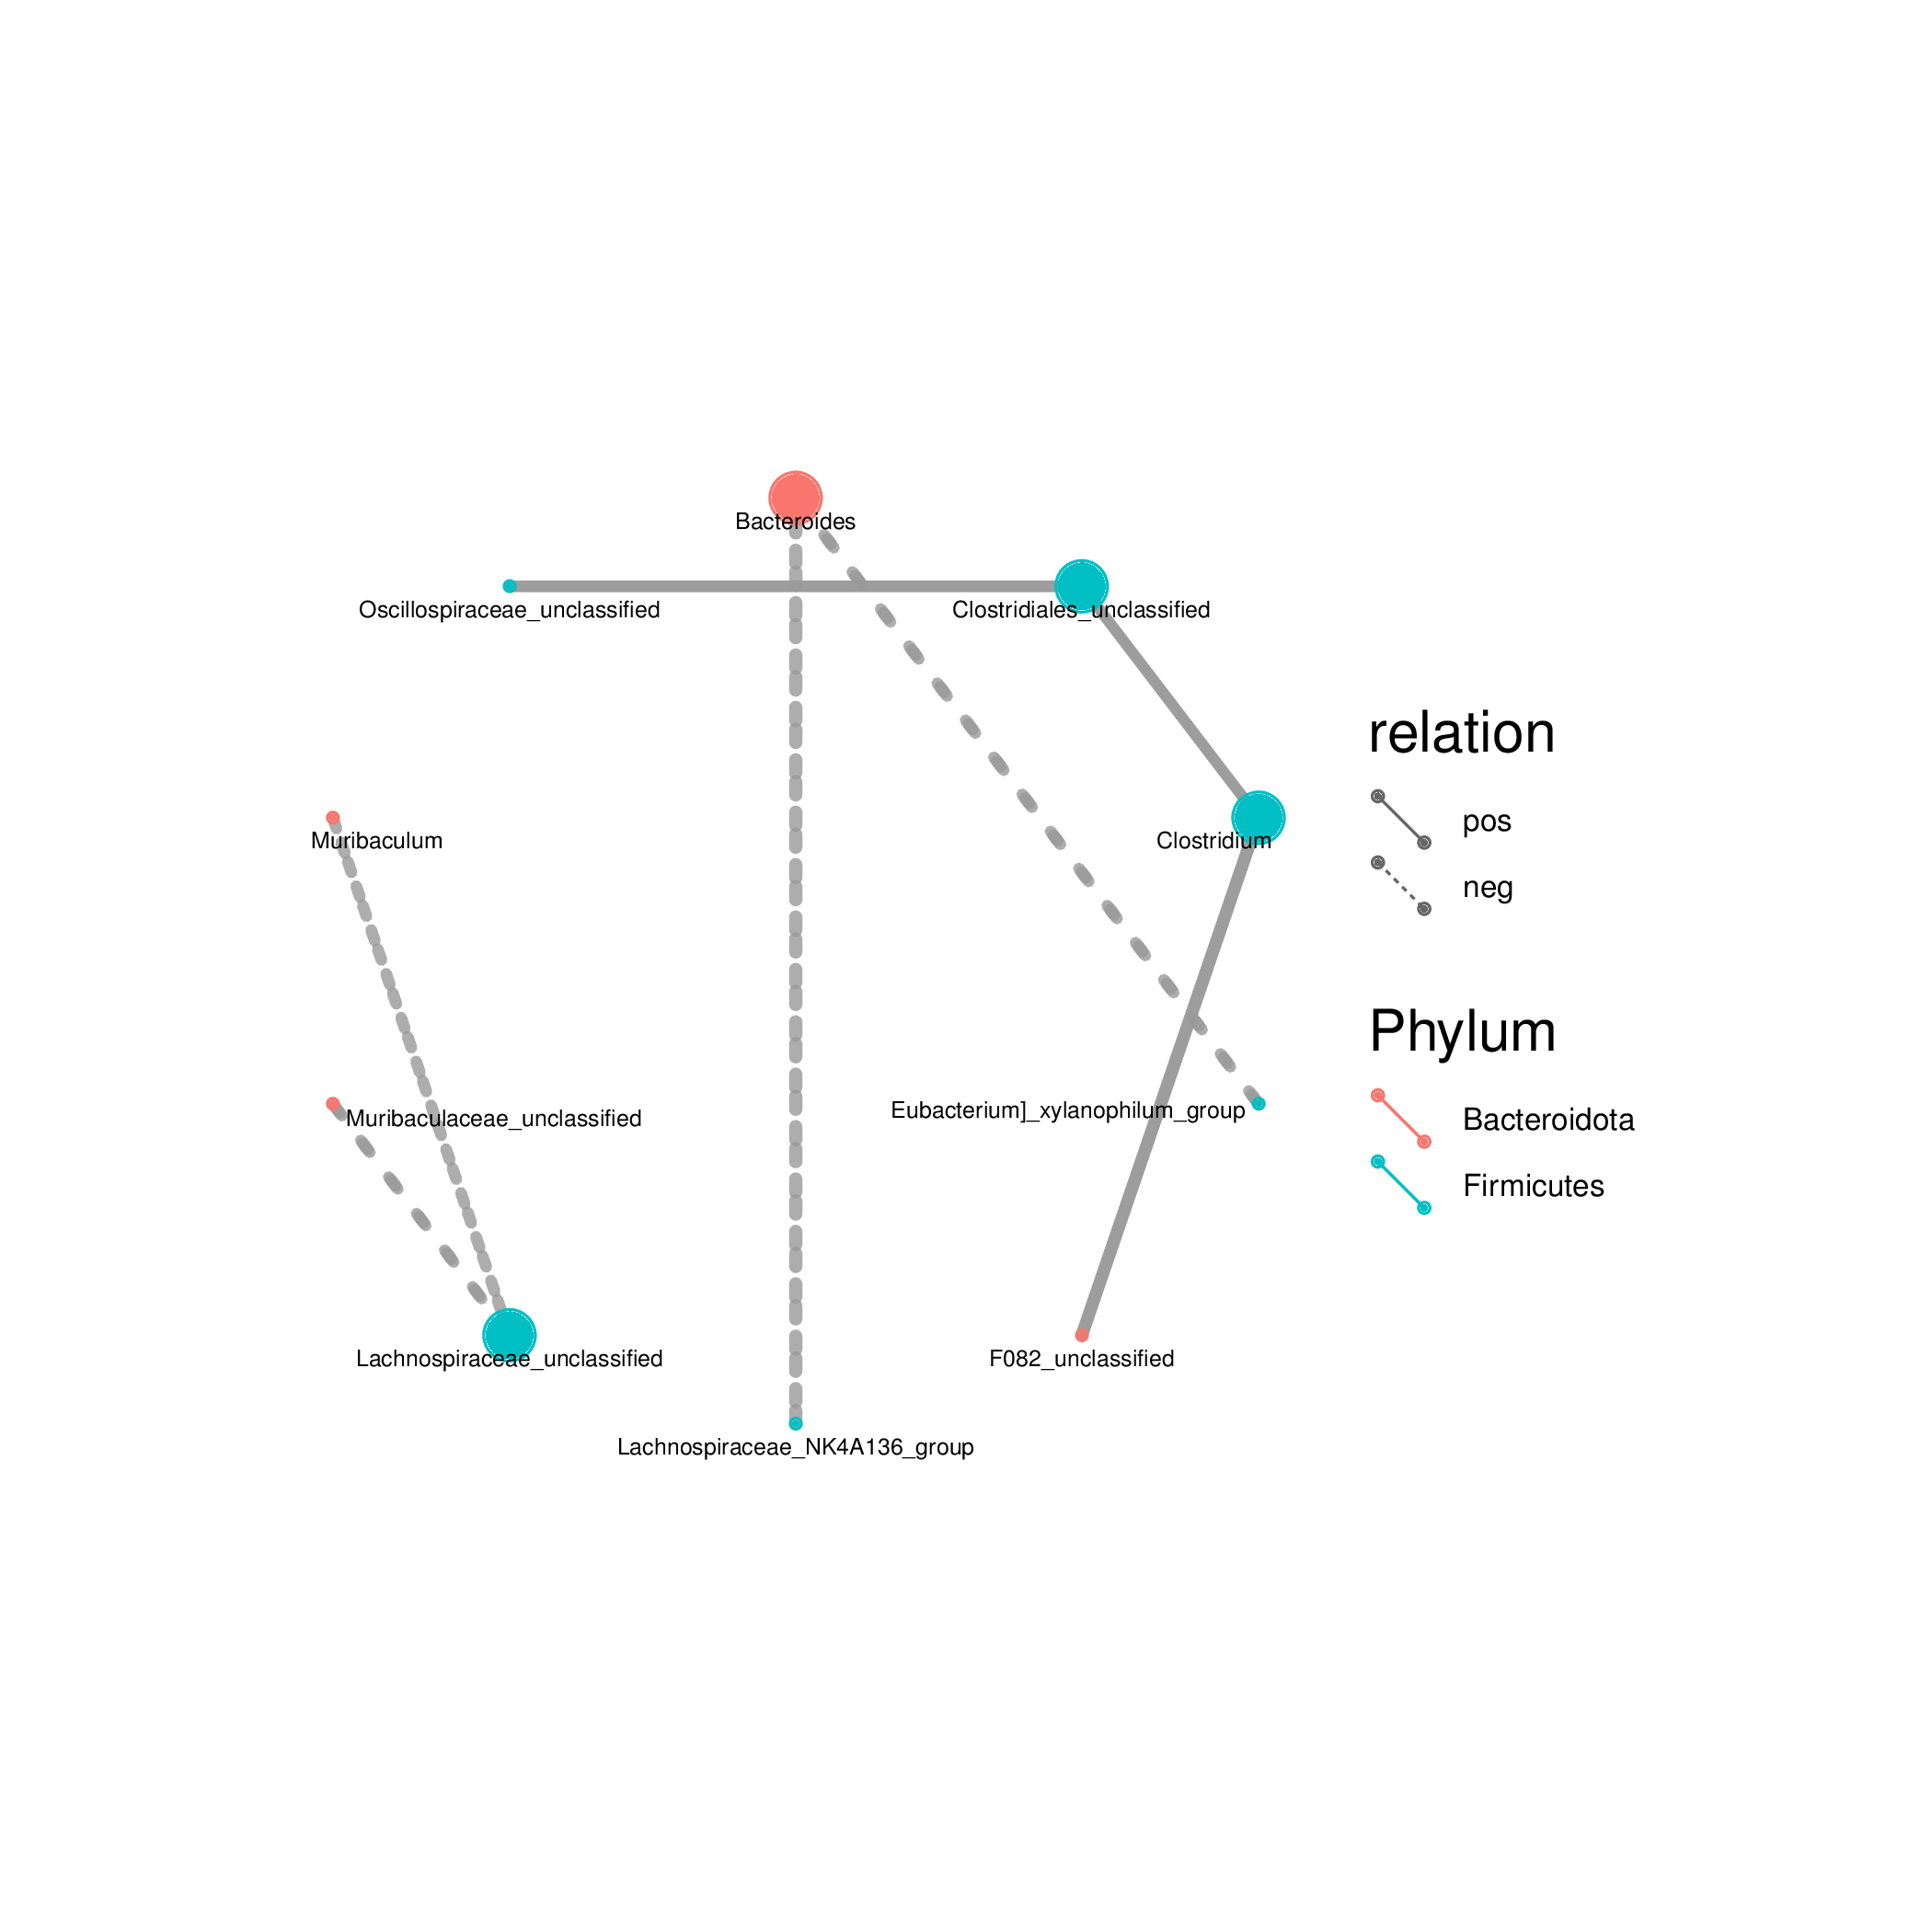 Bacteroides
Oscillospiraceae_unclassified
Clostridiales_unclassified
relation
pos
Muribaculum
Clostridium
neg
Phylum
Eubacterium]_xylanophilum_group
Muribaculaceae_unclassified
Bacteroidota
Firmicutes
Lachnospiraceae_unclassified
F082_unclassified
Lachnospiraceae_NK4A136_group